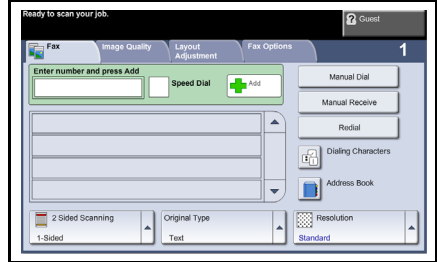 Ready to scan your job.
Guest
Fax
Image Quality
Layout
Adjustment
Fax Options
1
Enter number and press Add
Speed Dial
Add
Manual Dial
Manual Receive
Redial
Dialing Characters
Address Book
2 Sided Scanning
1-Sided
Original Type
Text
Resolution
Standard